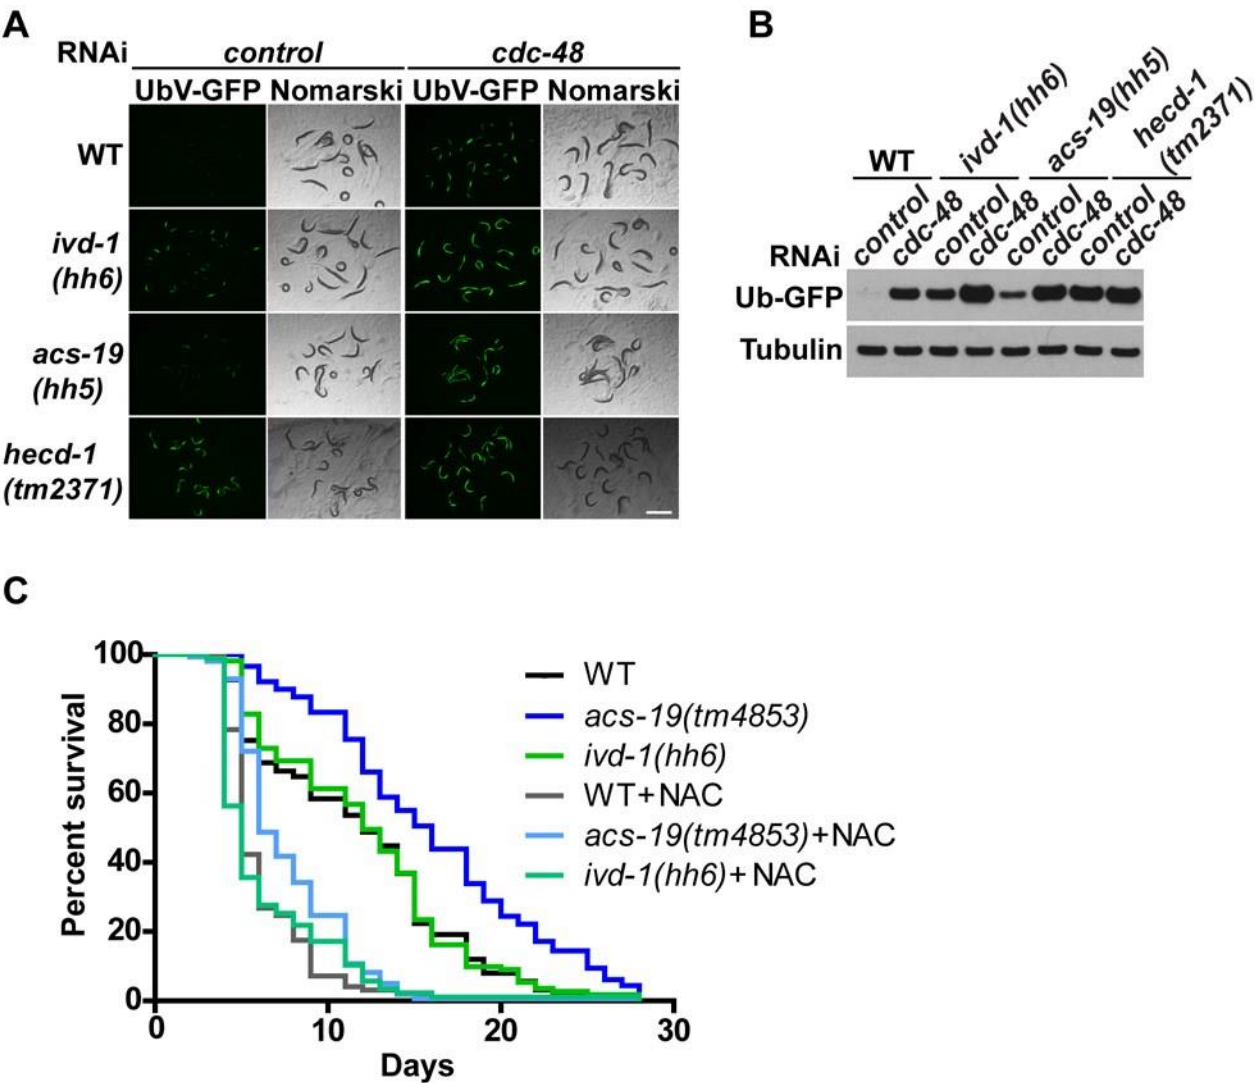 A
RNAi control cdc-48
UbV-GFP Nomarski UbV-GFP Nomarski
WT
ivd-1
(hh6)
acs-19
(hh5)
hecd-1
(tm2371)
B
WT ivd-1(hh6) acs-19(hh5) hecd-1
(tm2371)
RNAi control cdc-48 control cdc-48 control cdc-48 control cdc-48
Ub-GFP
Tubulin
C
Percent survival
100
80
60
40
20
0
0 10 20 30
Days
WT
acs-19(tm4853)
ivd-1(hh6)
WT+NAC
acs-19(tm4853)+NAC
ivd-1(hh6)+NAC